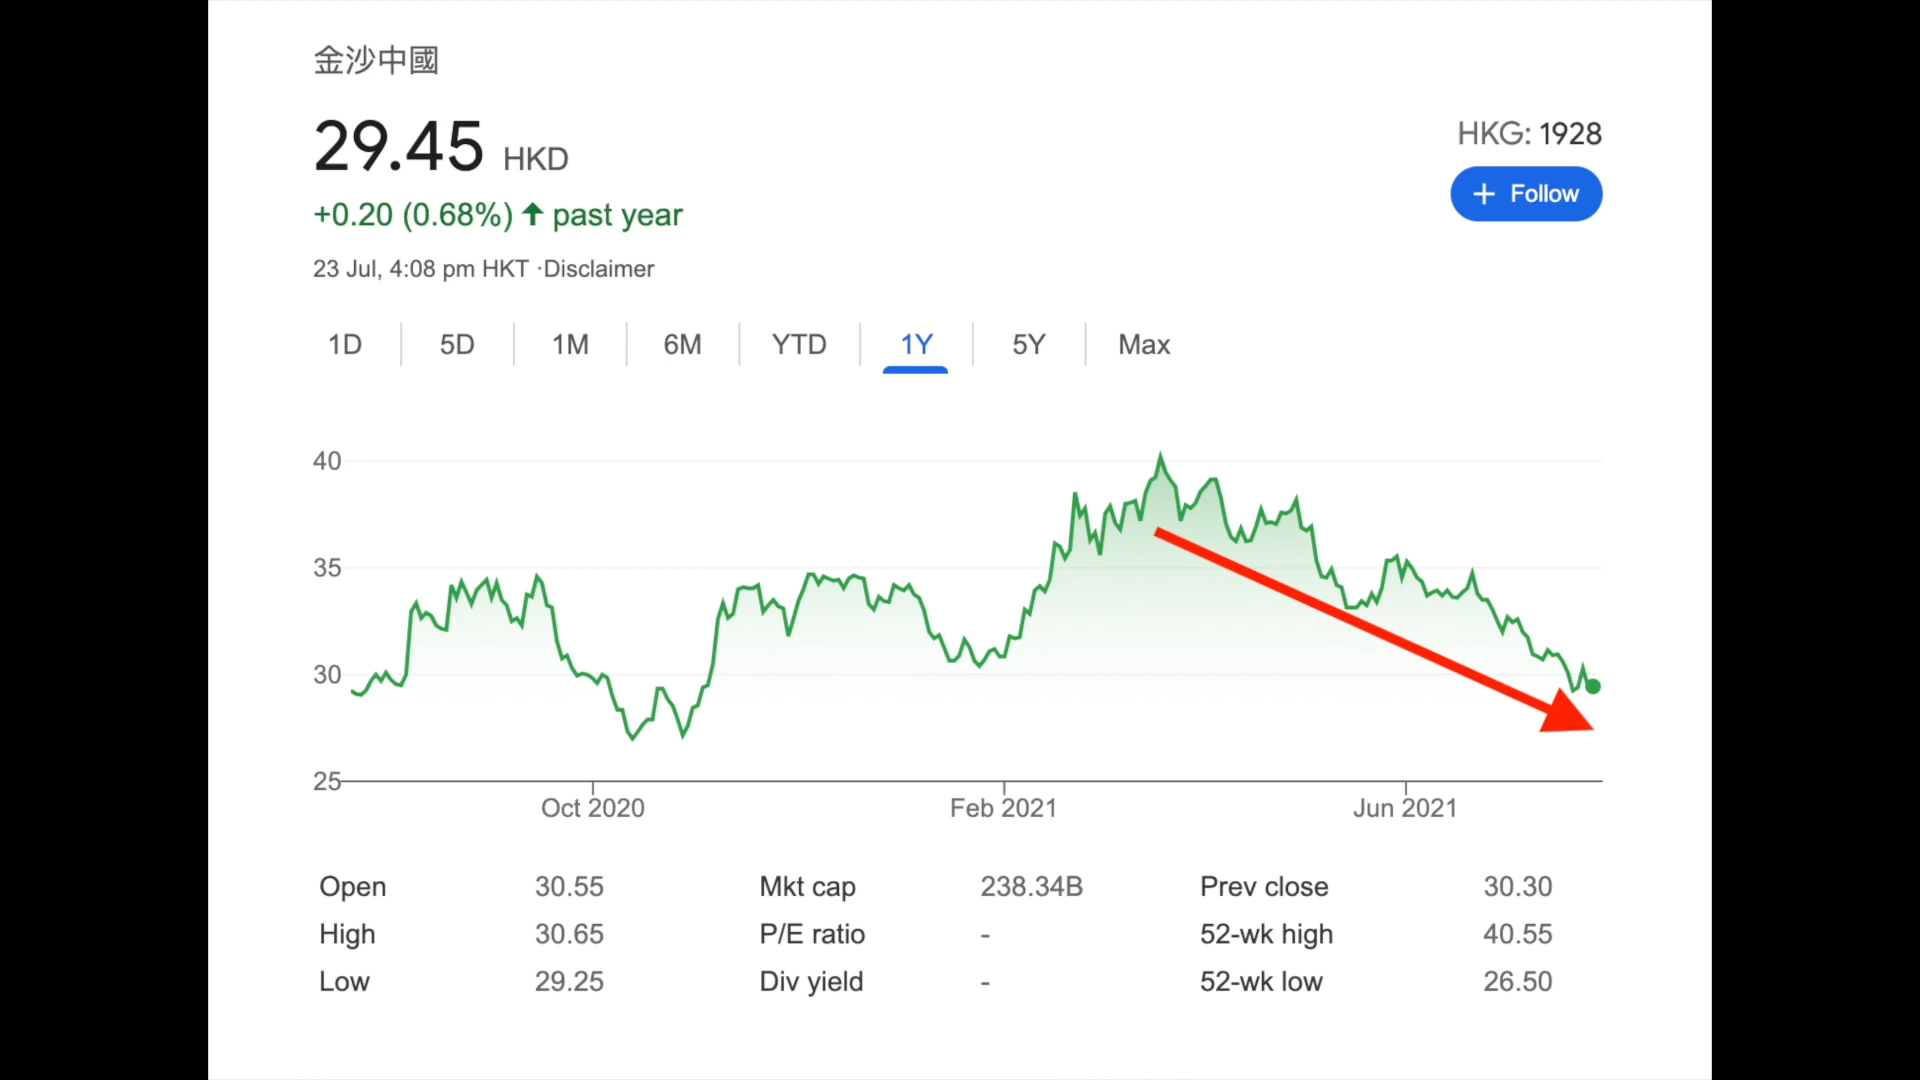 金沙中國
29.45 HKD
HKG: 1928
+0.20 (0.68%) ↑ past year
+ Follow
23 Jul, 4:08 pm HKT ·Disclaimer
1D 5D 1M 6M YTD 1Y 5Y Max
40
35
30
25
Oct 2020 Feb 2021 Jun 2021
Open 30.55 Mkt cap 238.34B Prev close 30.30
High 30.65 P/E ratio - 52-wk high 40.55
Low 29.25 Div yield - 52-wk low 26.50